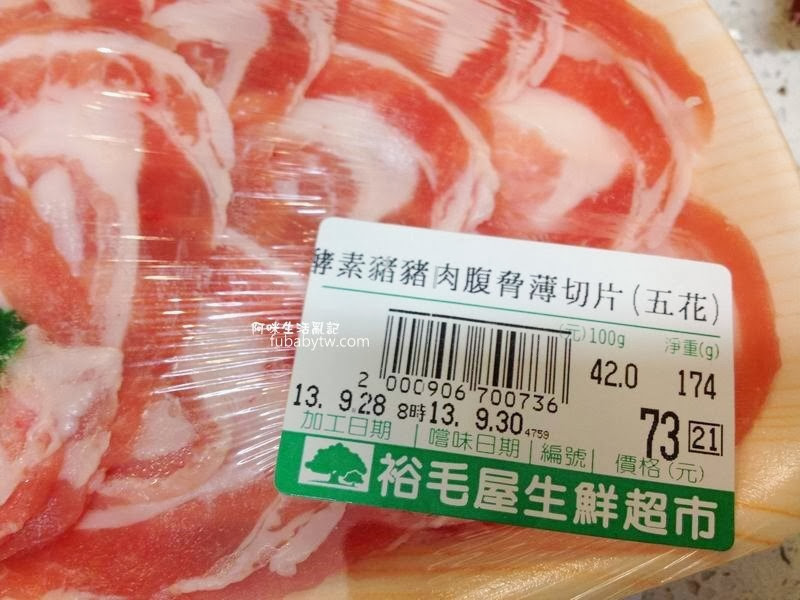 酵素豬豬肉腹脅薄切片(五花)
(元)100g 淨重(g)
42.0 174
2 000906 700736
13. 9.28 8時 13. 9.30 4759
73 21
加工日期 嚐味日期 編號 價格(元)
裕毛屋生鮮超市
阿咪生活亂記
fubabytw.com